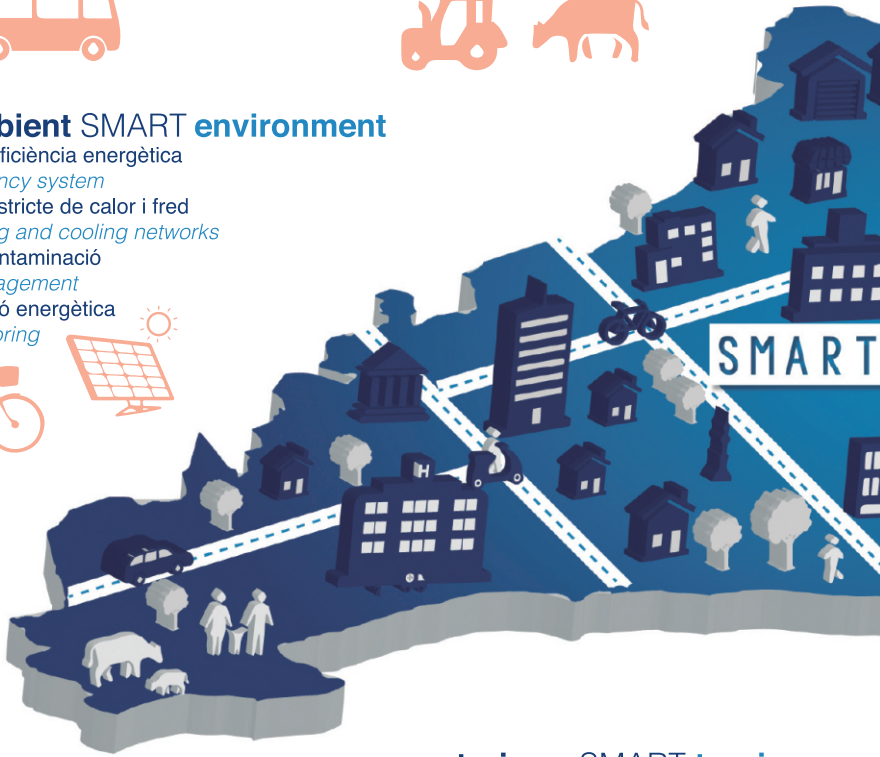 bient SMART environment
ficiència energètica
ncy system
stricte de calor i fred
g and cooling networks
ntaminació
agement
ó energètica
oring
SMART
H
SMART